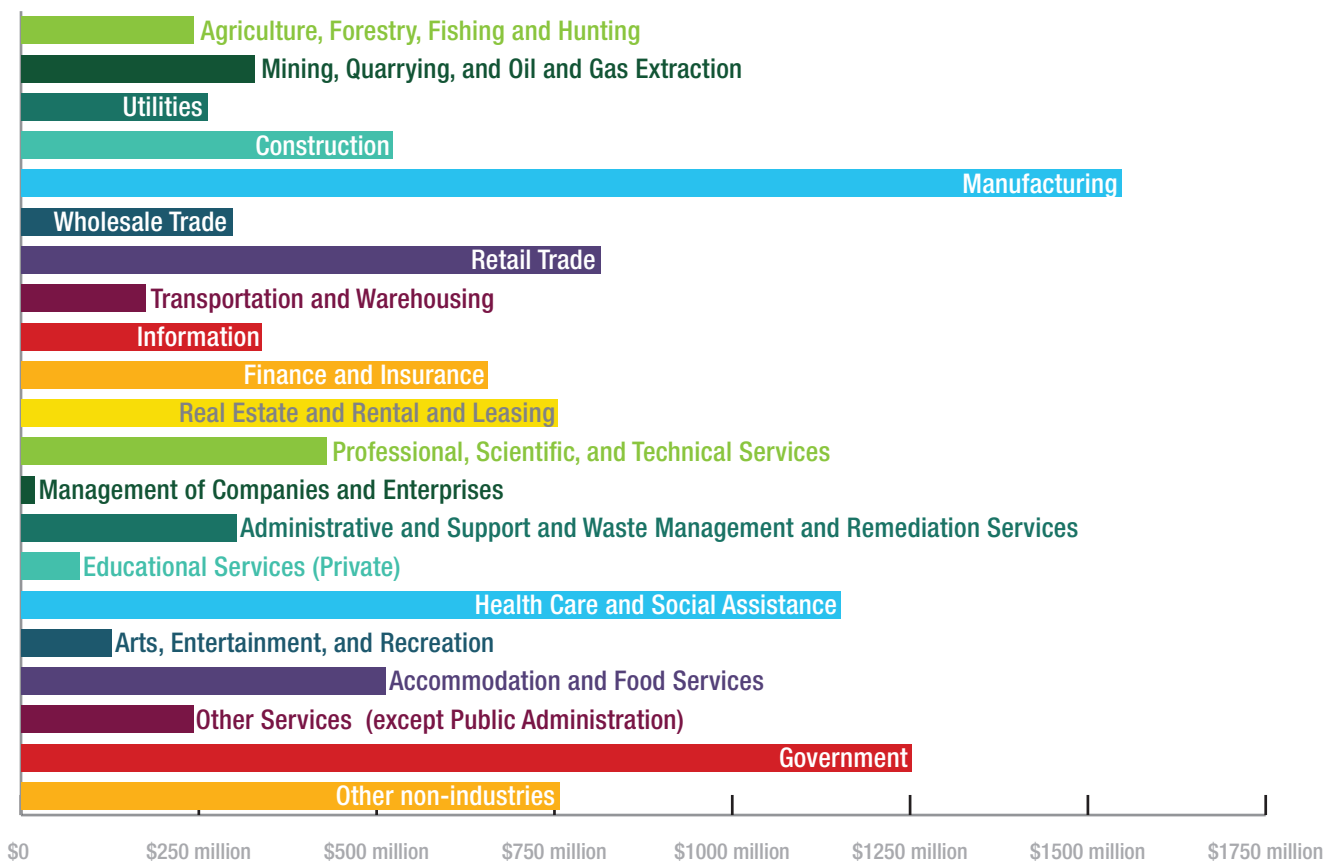 Agriculture, Forestry, Fishing and Hunting
Mining, Quarrying, and Oil and Gas Extraction
Utilities
Construction
Manufacturing
Wholesale Trade
Retail Trade
Transportation and Warehousing
Information
Finance and Insurance
Real Estate and Rental and Leasing
Professional, Scientific, and Technical Services
Management of Companies and Enterprises
Administrative and Support and Waste Management and Remediation Services
Educational Services (Private)
Health Care and Social Assistance
Arts, Entertainment, and Recreation
Accommodation and Food Services
Other Services (except Public Administration)
Government
Other non-industries
$0 $250 million $500 million $750 million $1000 million $1250 million $1500 million $1750 million